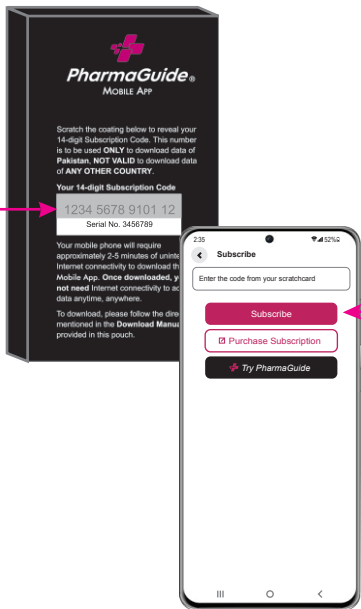 PharmaGuide®
MOBILE APP
Scratch the coating below to reveal your
14-digit Subscription Code. This number
is to be used ONLY to download data of
Pakistan, NOT VALID to download data
of ANY OTHER COUNTRY.
Your 14-digit Subscription Code
1234 5678 9101 12
Serial No. 3456789
Your mobile phone will require
approximately 2-5 minutes of
Internet connectivity to download
Mobile App. Once downloaded,
not need Internet connectivity to
data anytime, anywhere.
To download, please follow the
mentioned in the Download
provided in this pouch.
2:35
52%
Subscribe
Enter the code from your scratchcard
Subscribe
Purchase Subscription
Try PharmaGuide